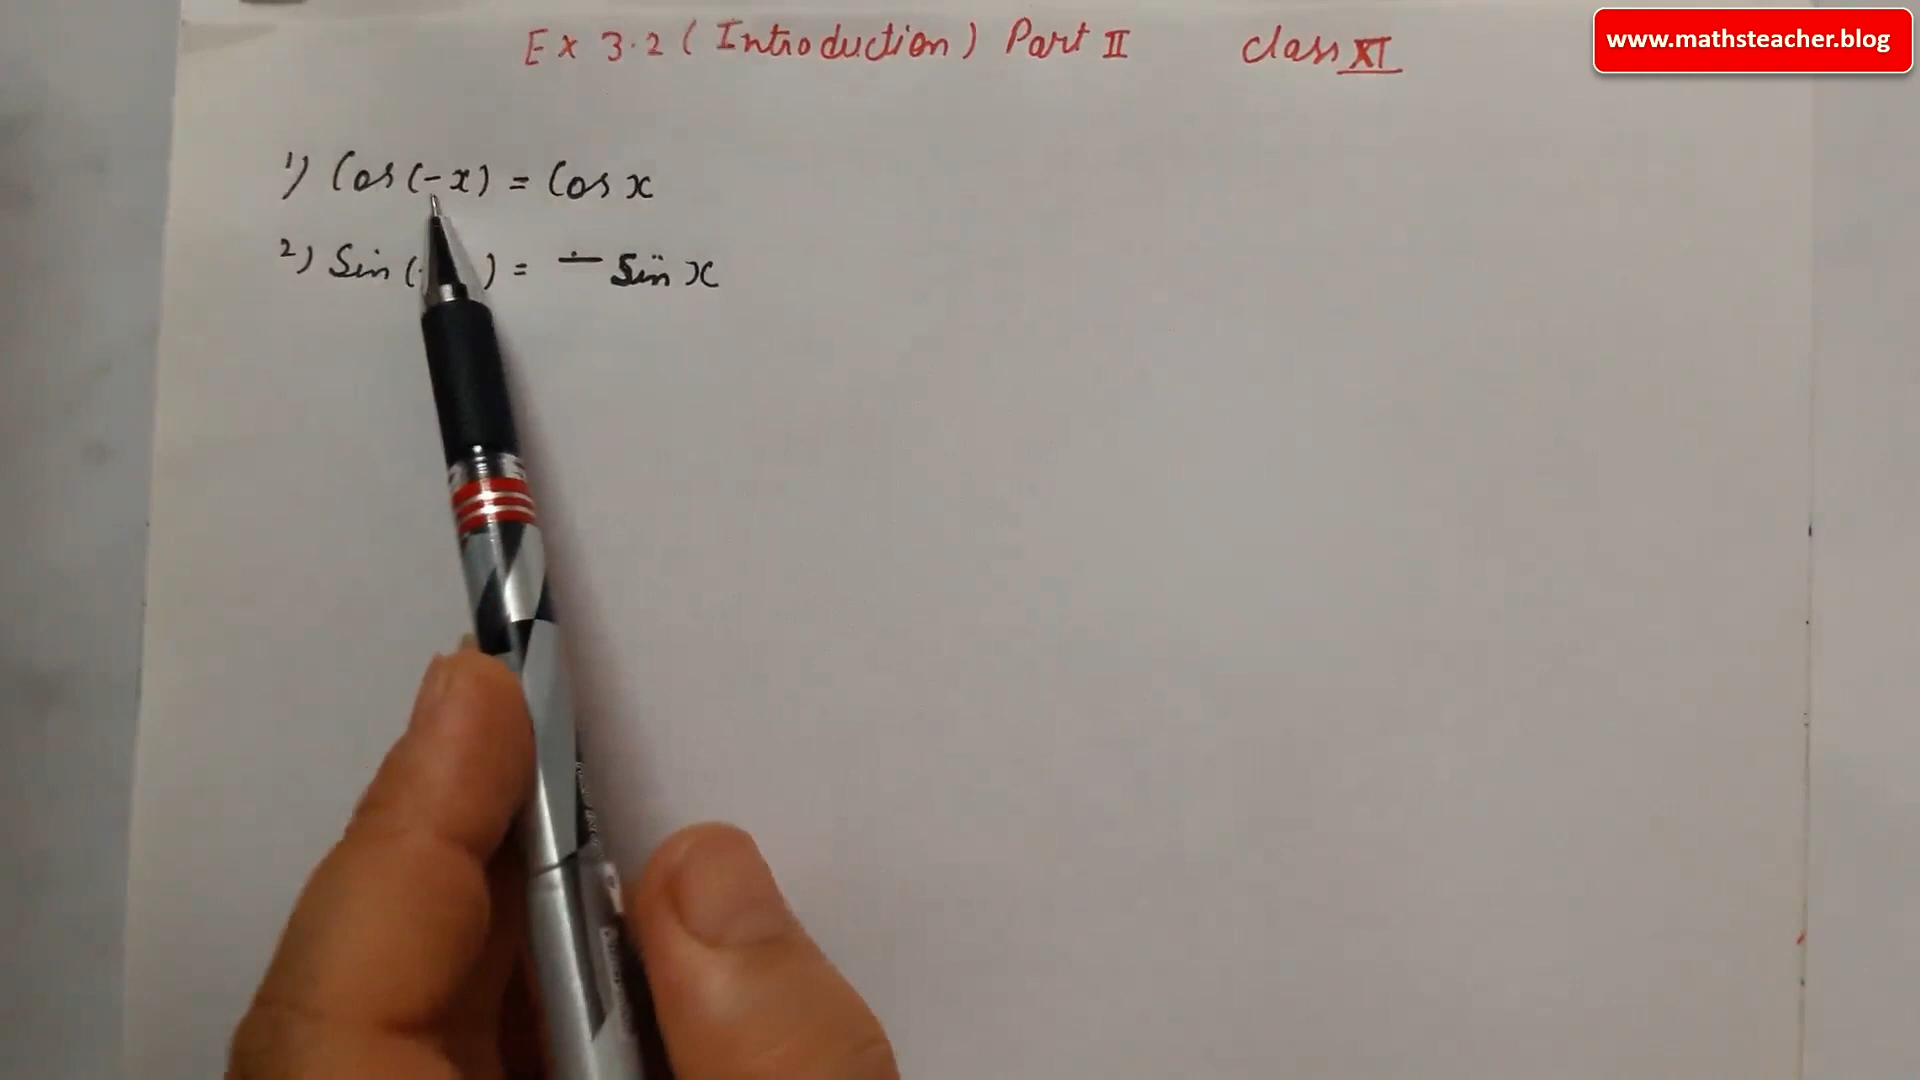 Ex 3.2 (Introduction) Part II Class XI
www.mathsteacher.blog
1) Cos (-x) = Cos x
2) Sin ( ) = - Sin x